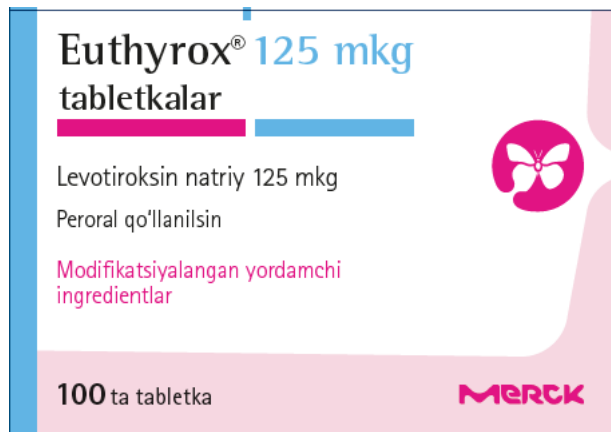 Euthyrox® 125 mkg
tabletkalar
Levotiroksin natriy 125 mkg
Peroral qo‘llanilsin
Modifikatsiyalangan yordamchi
ingredientlar
100 ta tabletka
MERCK